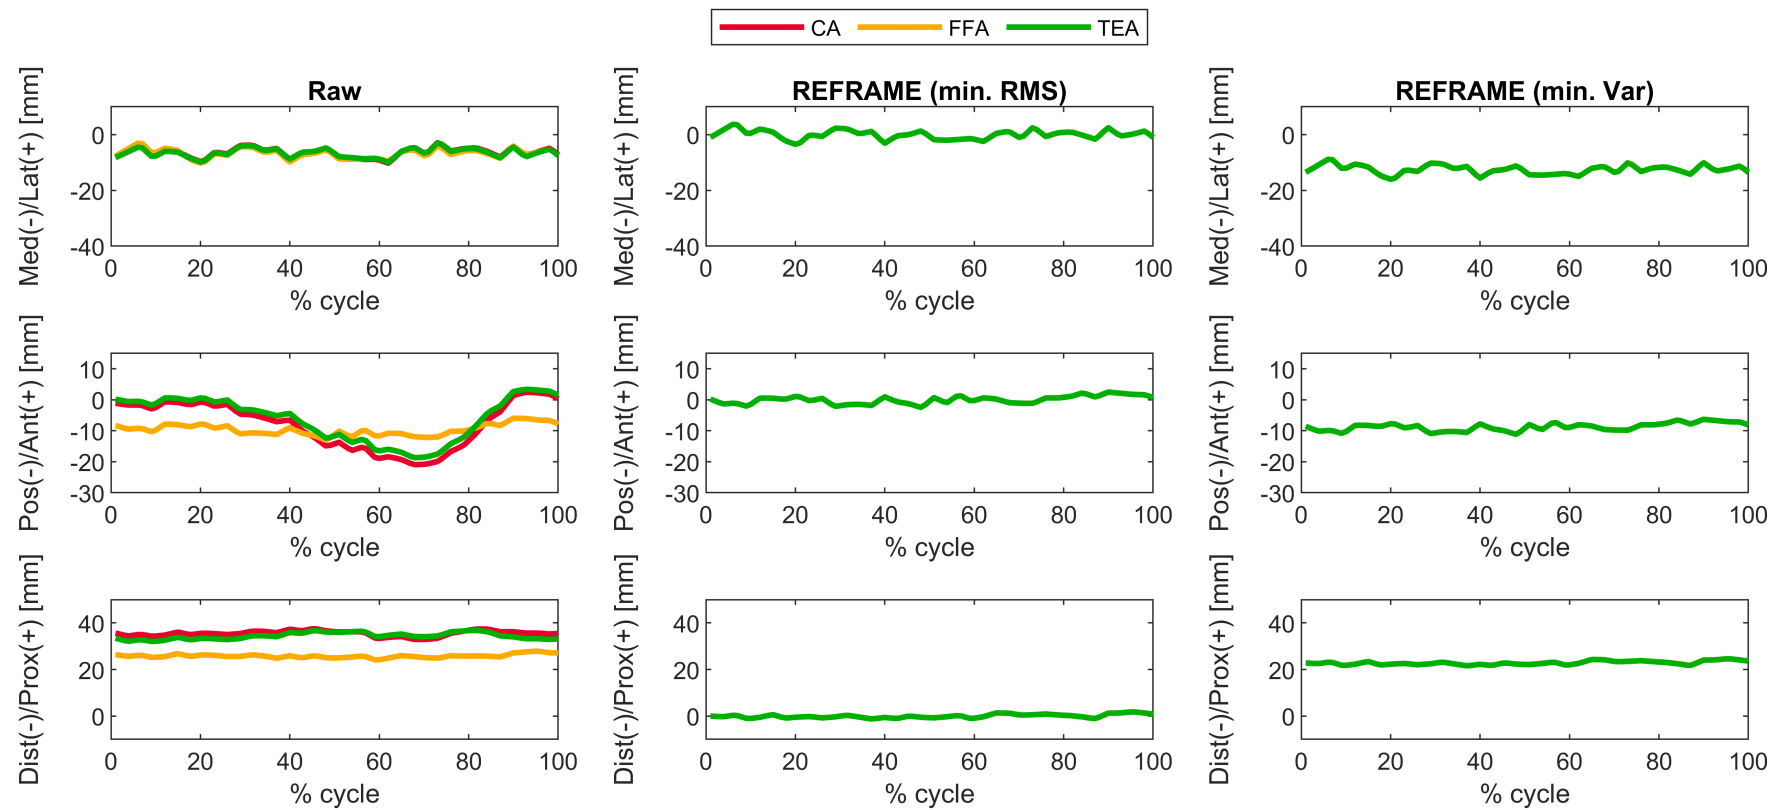 CA FFA TEA
Raw REFRAME (min. RMS) REFRAME (min. Var)
Med(-)/Lat(+) [mm]
0
-20
-40
0 20 40 60 80 100
% cycle
Med(-)/Lat(+) [mm]
0
-20
-40
0 20 40 60 80 100
% cycle
Med(-)/Lat(+) [mm]
0
-20
-40
0 20 40 60 80 100
% cycle
Pos(-)/Ant(+) [mm]
10
0
-10
-20
-30
0 20 40 60 80 100
% cycle
Pos(-)/Ant(+) [mm]
10
0
-10
-20
-30
0 20 40 60 80 100
% cycle
Pos(-)/Ant(+) [mm]
10
0
-10
-20
-30
0 20 40 60 80 100
% cycle
Dist(-)/Prox(+) [mm]
40
20
0
0 20 40 60 80 100
% cycle
Dist(-)/Prox(+) [mm]
40
20
0
0 20 40 60 80 100
% cycle
Dist(-)/Prox(+) [mm]
40
20
0
0 20 40 60 80 100
% cycle